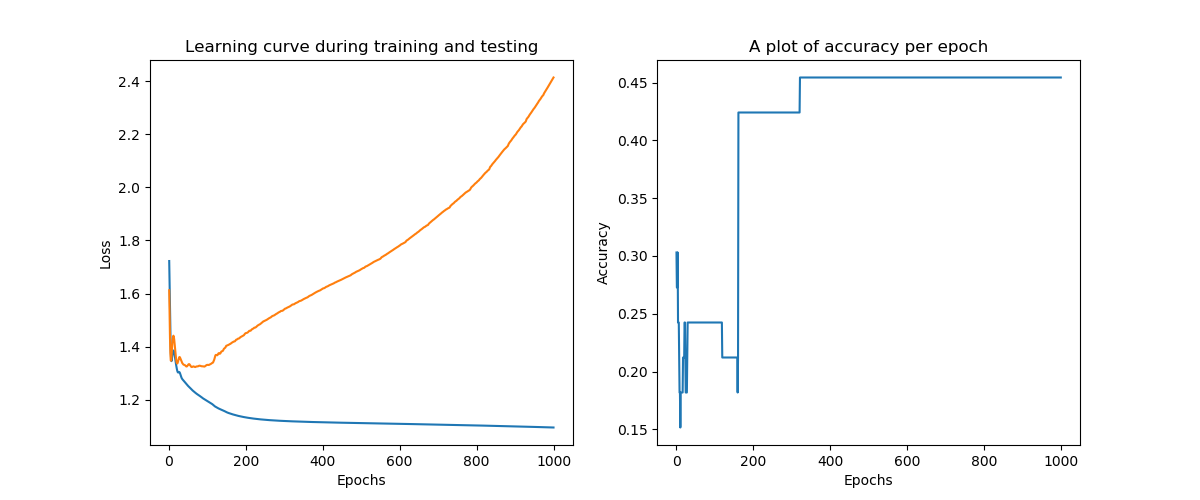 Learning curve during training and testing
2.4
2.2
2.0
1.8
1.6
1.4
1.2
Loss
0 200 400 600 800 1000
Epochs
A plot of accuracy per epoch
0.45
0.40
0.35
0.30
0.25
0.20
0.15
Accuracy
0 200 400 600 800 1000
Epochs